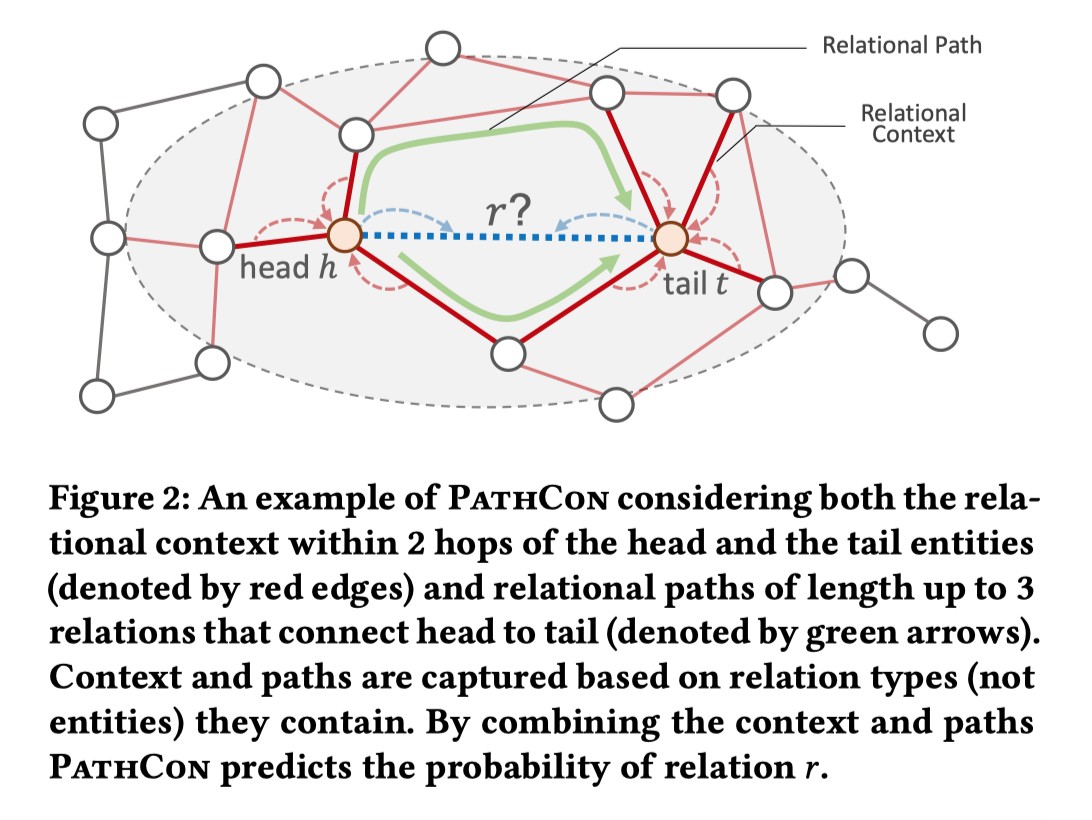 Relational Path
Relational
Context
r?
head h
tail t
Figure 2: An example of PATHCON considering both the rela-
tional context within 2 hops of the head and the tail entities
(denoted by red edges) and relational paths of length up to 3
relations that connect head to tail (denoted by green arrows).
Context and paths are captured based on relation types (not
entities) they contain. By combining the context and paths
PATHCON predicts the probability of relation r.